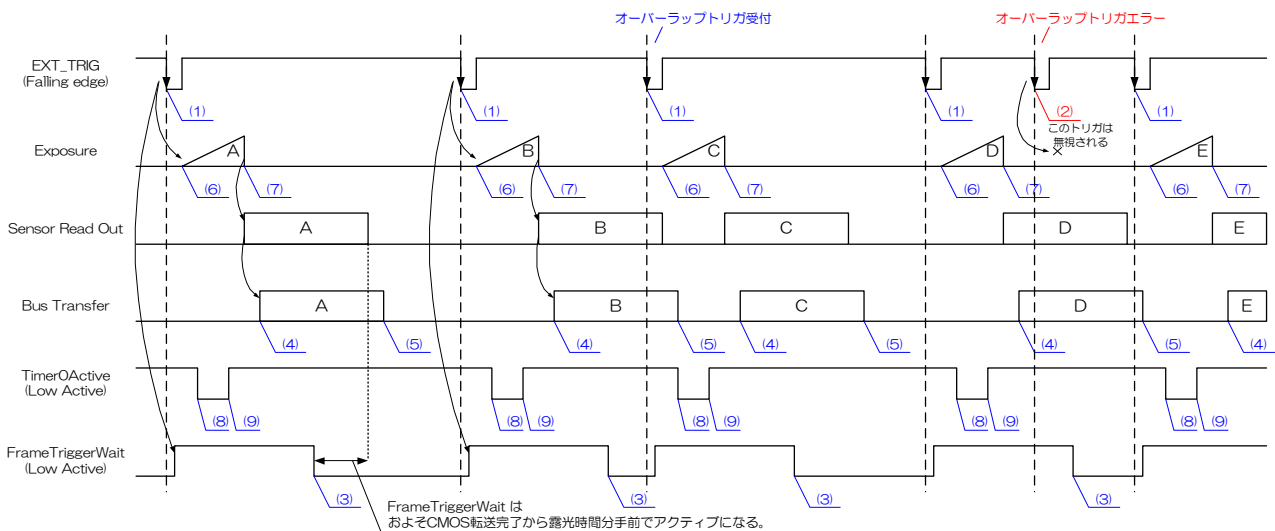 オーバーラップトリガ受付
オーバーラップトリガエラー
EXT_TRIG
(Falling edge)
(1)
(1)
(1)
(1)
(2)
(1)
このトリガは
無視される
Exposure
A
B
C
D
E
(6)
(7)
(6)
(7)
(6)
(7)
(6)
(7)
(6)
(7)
Sensor Read Out
A
B
C
D
E
Bus Transfer
A
B
C
D
E
(4)
(5)
(4)
(5)
(4)
(5)
(4)
(5)
(4)
Timer0Active
(Low Active)
(8)
(9)
(8)
(9)
(8)
(9)
(8)
(9)
(8)
(9)
FrameTriggerWait
(Low Active)
(3)
(3)
(3)
(3)
FrameTriggerWait は
およそCMOS転送完了から露光時間分手前でアクティブになる。